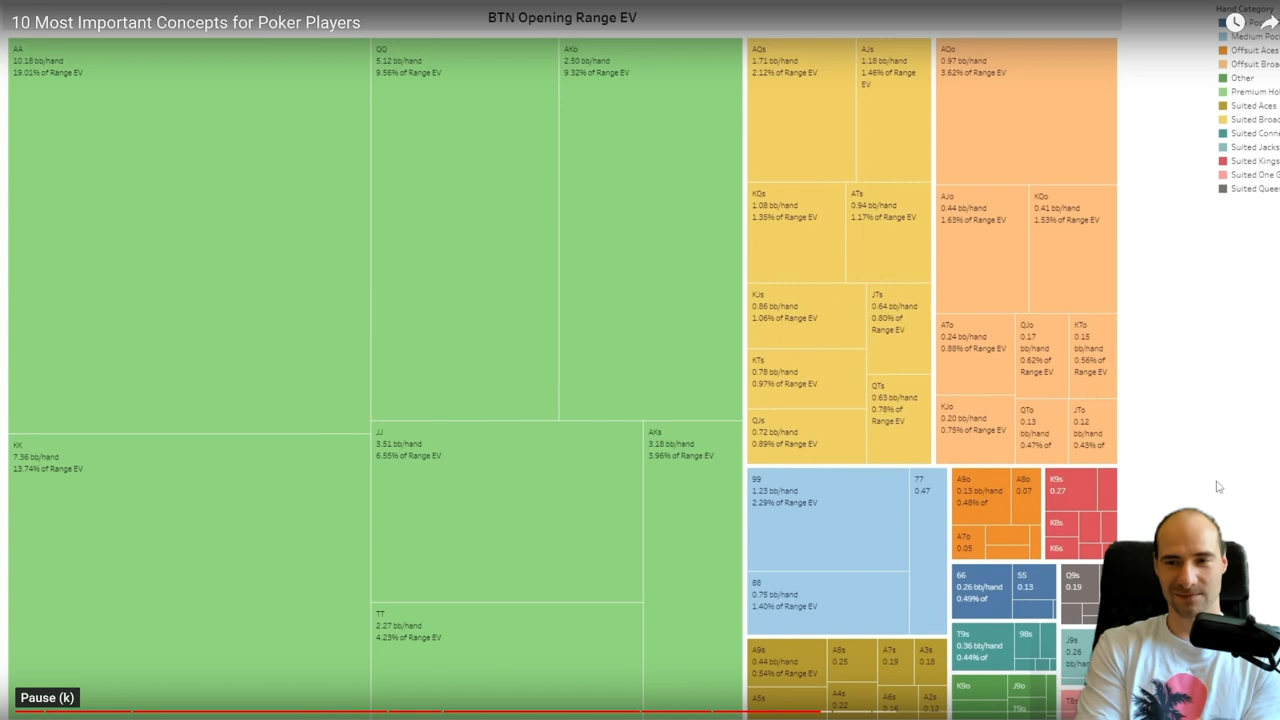 10 Most Important Concepts for Poker Players
BTN Opening Range EV
AA
10.18 bb/hand
19.01% of Range EV
QQ
5.12 bb/hand
9.56% of Range EV
AKo
2.50 bb/hand
9.32% of Range EV
KK
7.36 bb/hand
13.74% of Range EV
JJ
3.51 bb/hand
6.55% of Range EV
AKs
3.18 bb/hand
3.96% of Range EV
TT
2.27 bb/hand
4.23% of Range EV
AQs
1.71 bb/hand
2.12% of Range EV
AJs
1.18 bb/hand
1.46% of Range
EV
KQs
1.08 bb/hand
1.35% of Range EV
ATs
0.94 bb/hand
1.17% of Range EV
KJs
0.86 bb/hand
1.06% of Range EV
JTs
0.64 bb/hand
0.80% of
Range EV
KTs
0.78 bb/hand
0.97% of Range EV
QTs
0.63 bb/hand
0.78% of
Range EV
QJs
0.72 bb/hand
0.89% of Range EV
AQo
0.97 bb/hand
3.62% of Range EV
AJo
0.44 bb/hand
1.63% of Range EV
KQo
0.41 bb/hand
1.53% of Range EV
ATo
0.24 bb/hand
0.88% of Range EV
QJo
0.17
bb/hand
0.62% of
Range EV
KTo
0.15
bb/hand
0.56% of
Range EV
KJo
0.20 bb/hand
0.75% of Range EV
QTo
0.13
bb/hand
0.47% of
JTo
0.12
bb/hand
0.43% of
99
1.23 bb/hand
2.29% of Range EV
77
0.47
88
0.75 bb/hand
1.40% of Range EV
A9o
0.13 bb/hand
0.48% of
A8o
0.07
A7o
0.05
K9s
0.27
K8s
K6s
66
0.26 bb/hand
0.49% of
55
0.13
Q9s
0.19
T9s
0.36 bb/hand
0.44% of
98s
J9s
0.26
bb/han
K9o
J9o
T9o
T8s
A9s
0.44 bb/hand
0.54% of Range EV
A8s
0.25
A7s
0.19
A3s
0.18
A5s
A4s
0.22
A6s
0.16
A2s
0.12
Hand Category
Medium Poc
Offsuit Aces
Offsuit Broa
Other
Premium Hol
Suited Aces
Suited Broad
Suited Conne
Suited Jacks
Suited Kings
Suited One G
Suited Queen
Pause (k)